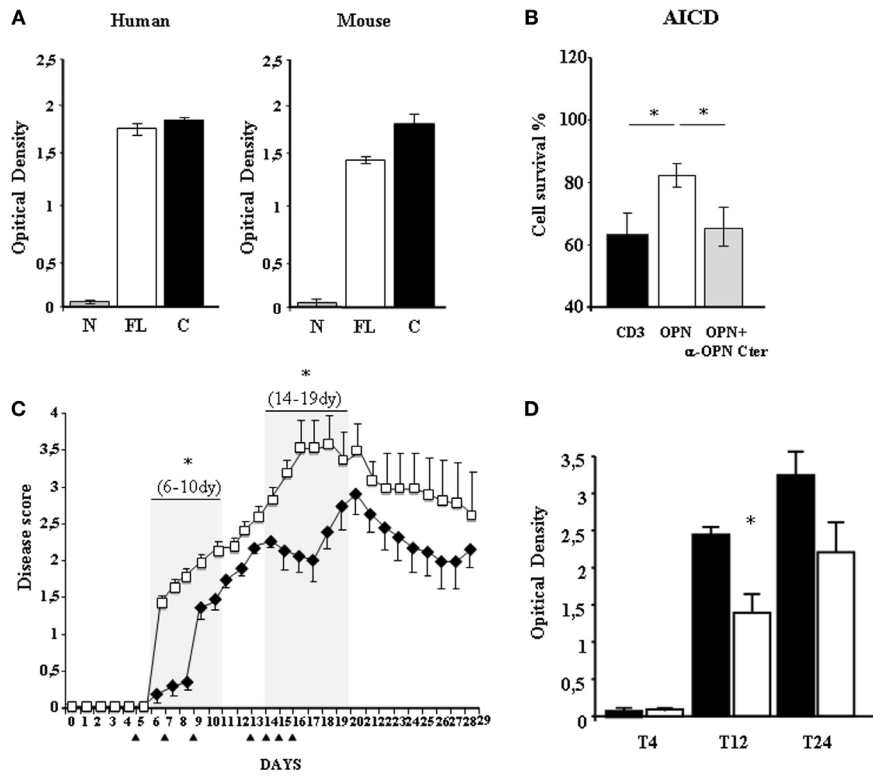 A
Human
Mouse
Opitical Density
2,5
2
1,5
1
0,5
0
N FL C
Opitical Density
2,5
2
1,5
1
0,5
0
N FL C
B
AICD
Cell survival %
120
100
80
60
40
* *
CD3 OPN OPN+
α-OPN Cter
C
Disease score
4
3,5
3
2,5
2
1,5
1
0,5
0
*
(6-10dy)
*
(14-19dy)
0 1 2 3 4 5 6 7 8 9 10 11 12 13 14 15 16 17 18 19 20 21 22 23 24 25 26 27 28 29
DAYS
D
Opitical Density
3,5
3
2,5
2
1,5
1
0,5
0
*
T4 T12 T24